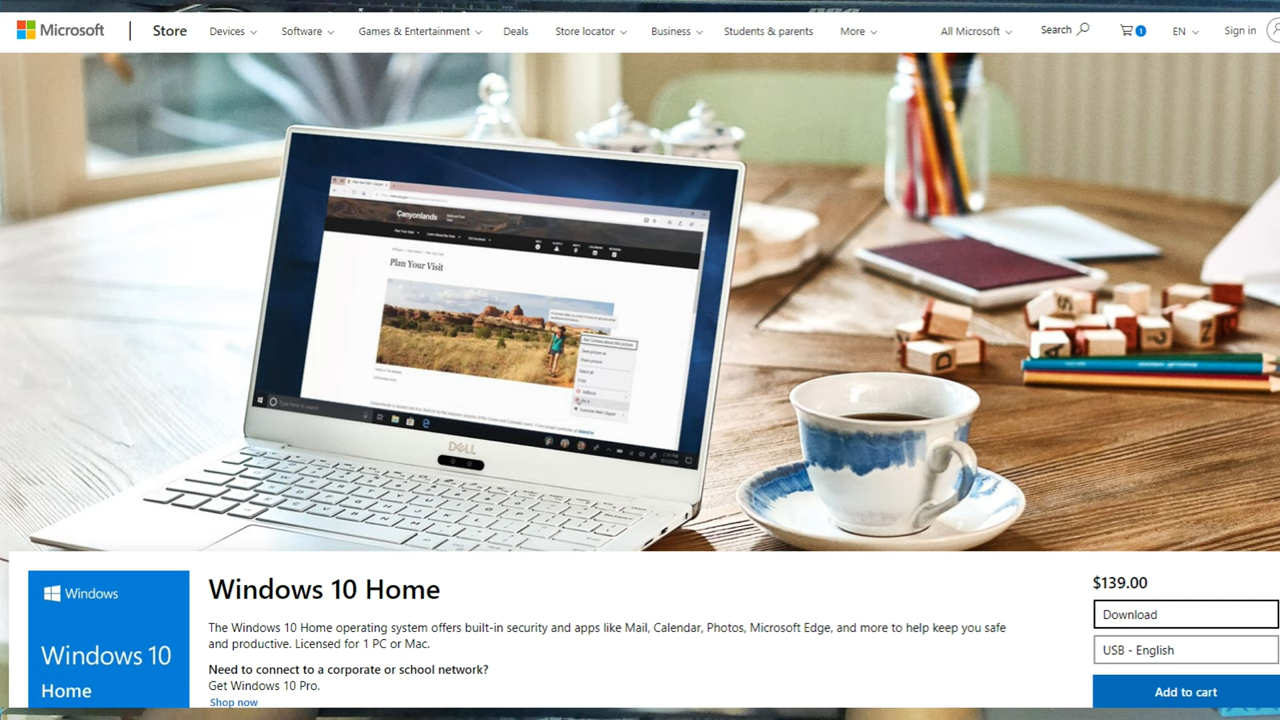 Microsoft
Store
Devices
Software
Games & Entertainment
Deals
Store locator
Business
Students & parents
More
All Microsoft
Search
1
EN
Sign in
Canyonlands
Plan Your Visit
Plan Your Visit
DELL
Windows
Windows 10
Home
Windows 10 Home
The Windows 10 Home operating system offers built-in security and apps like Mail, Calendar, Photos, Microsoft Edge, and more to help keep you safe
and productive. Licensed for 1 PC or Mac.
Need to connect to a corporate or school network?
Get Windows 10 Pro.
Shop now
$139.00
Download
USB - English
Add to cart